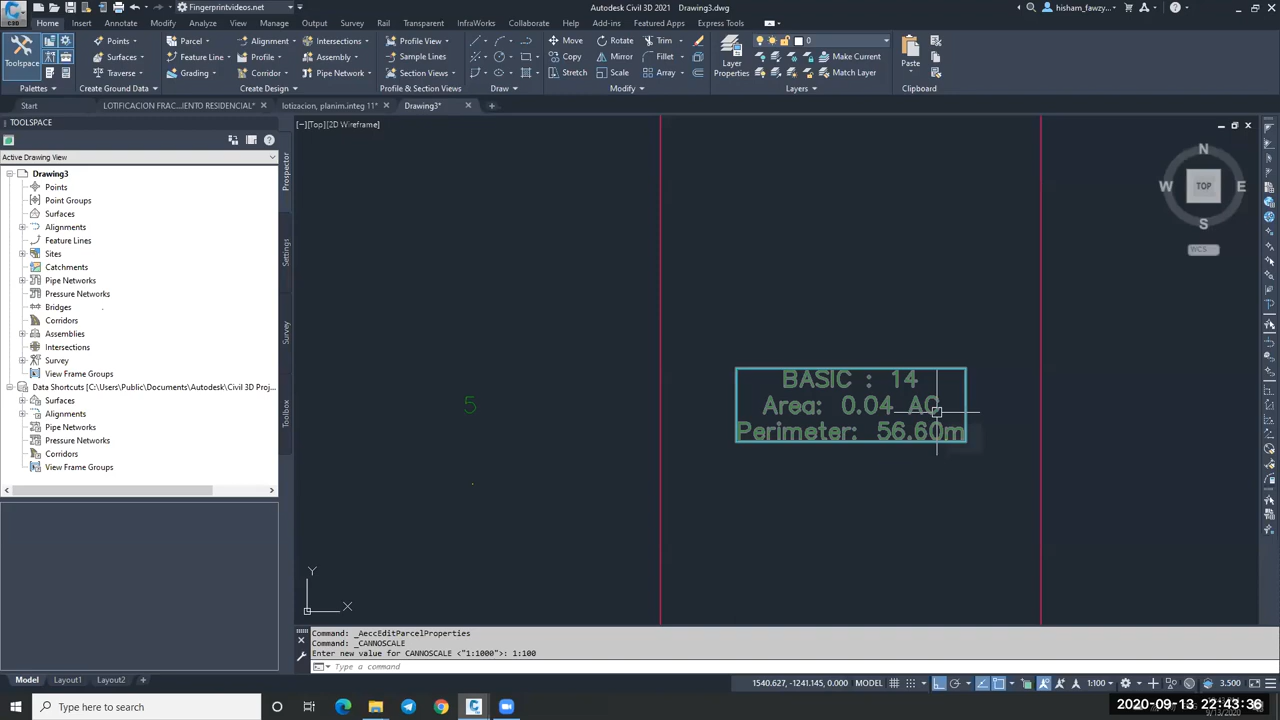 Fingerprintvideos.net
Autodesk Civil 3D 2021 Drawing3.dwg
hisham_fawzy...
C3D
Home Insert Annotate Modify Analyze View Manage Output Survey Rail Transparent InfraWorks Collaborate Help Add-ins Featured Apps Express Tools
Toolspace
Points
Surfaces
Traverse
Parcel
Feature Line
Grading
Alignment
Profile
Corridor
Intersections
Assembly
Pipe Network
Profile View
Sample Lines
Section Views
Move
Rotate
Trim
Copy
Mirror
Fillet
Stretch
Scale
Array
Layer
Properties
0
Make Current
Match Layer
Paste
Palettes
Create Ground Data
Create Design
Profile & Section Views
Draw
Modify
Layers
Clipboard
Start
LOTIFICACION FRAC...IENTO RESIDENCIAL*
lotizacion, planim.integ 11*
Drawing3*
TOOLSPACE
Active Drawing View
Drawing3
Points
Point Groups
Surfaces
Alignments
Feature Lines
Sites
Catchments
Pipe Networks
Pressure Networks
Bridges
Corridors
Assemblies
Intersections
Survey
View Frame Groups
Data Shortcuts [C:\Users\Public\Documents\Autodesk\Civil 3D Proj...
Surfaces
Alignments
Pipe Networks
Pressure Networks
Corridors
View Frame Groups
Prospector
Settings
Survey
Toolbox
[−][Top][2D Wireframe]
N
W
TOP
E
S
WCS
5
BASIC : 14
Area: 0.04 AC
Perimeter: 56.60m
Y
X
Command: _AeccEditParcelProperties
Command: _CANNOSCALE
Enter new value for CANNOSCALE <"1:1000">: 1:100
Type a command
Model Layout1 Layout2
1540.627, -1241.145, 0.000 MODEL
1:100
3.500
Type here to search
2020-09-13 22:43:36